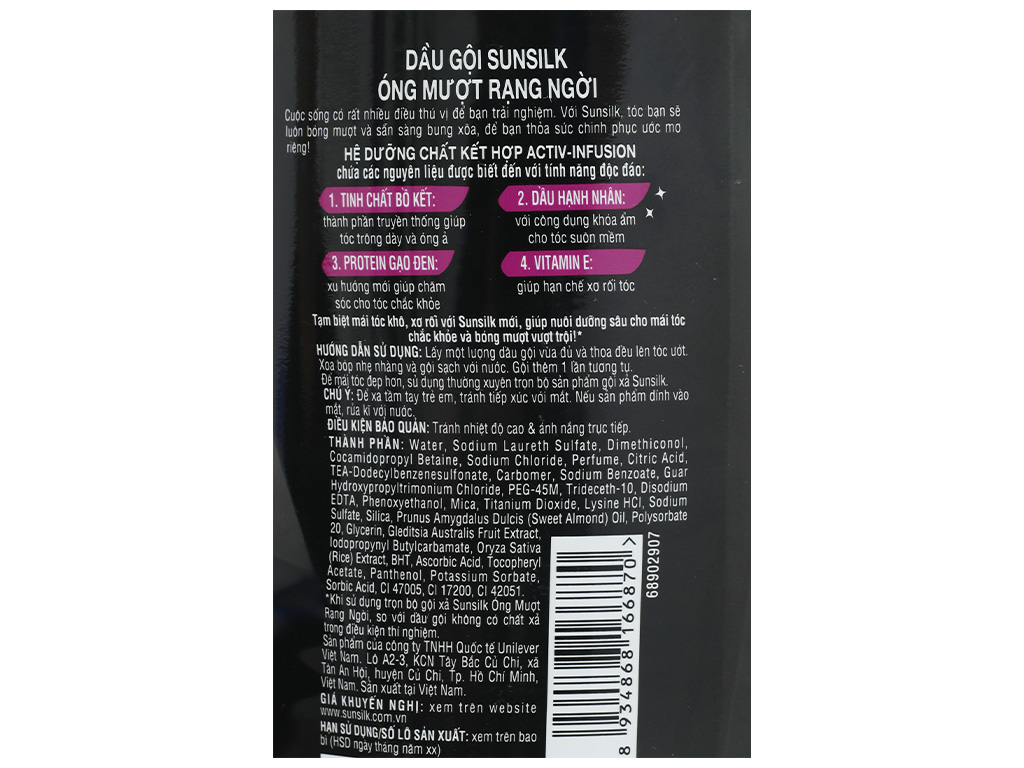 DẦU GỘI SUNSILK
ÓNG MƯỢT RẠNG NGỜI
Cuộc sống có rất nhiều điều thú vị để bạn trải nghiệm. Với Sunsilk, tóc bạn sẽ
luôn bóng mượt và sẵn sàng bung xõa, để bạn thỏa sức chinh phục ước mơ
riêng!
HỆ DƯỠNG CHẤT KẾT HỢP ACTIV-INFUSION
chứa các nguyên liệu được biết đến với tính năng độc đáo:
1. TINH CHẤT BỒ KẾT:
thành phần truyền thống giúp
tóc trông dày và óng ả
2. DẦU HẠNH NHÂN:
với công dụng khóa ẩm
cho tóc suôn mềm
3. PROTEIN GẠO ĐEN:
xu hướng mới giúp chăm
sóc cho tóc chắc khỏe
4. VITAMIN E:
giúp hạn chế xơ rối tóc
Tạm biệt mái tóc khô, xơ rối với Sunsilk mới, giúp nuôi dưỡng sâu cho mái tóc
chắc khỏe và bóng mượt vượt trội!*
HƯỚNG DẪN SỬ DỤNG: Lấy một lượng dầu gội vừa đủ và thoa đều lên tóc ướt.
Xoa bóp nhẹ nhàng và gội sạch với nước. Gội thêm 1 lần tương tự.
Để mái tóc đẹp hơn, sử dụng thường xuyên trọn bộ sản phẩm gội xả Sunsilk.
CHÚ Ý: Để xa tầm tay trẻ em, tránh tiếp xúc với mắt. Nếu sản phẩm dính vào
mắt, rửa kĩ với nước.
ĐIỀU KIỆN BẢO QUẢN: Tránh nhiệt độ cao & ánh nắng trực tiếp.
THÀNH PHẦN: Water, Sodium Laureth Sulfate, Dimethiconol,
Cocamidopropyl Betaine, Sodium Chloride, Perfume, Citric Acid,
TEA-Dodecylbenzenesulfonate, Carbomer, Sodium Benzoate, Guar
Hydroxypropyltrimonium Chloride, PEG-45M, Trideceth-10, Disodium
EDTA, Phenoxyethanol, Mica, Titanium Dioxide, Lysine HCl, Sodium
Sulfate, Silica, Prunus Amygdalus Dulcis (Sweet Almond) Oil, Polysorbate
20, Glycerin, Gleditsia Australis Fruit Extract,
Iodopropynyl Butylcarbamate, Oryza Sativa
(Rice) Extract, BHT, Ascorbic Acid, Tocopheryl
Acetate, Panthenol, Potassium Sorbate,
Sorbic Acid, CI 47005, CI 17200, CI 42051.
*Khi sử dụng trọn bộ gội xả Sunsilk Óng Mượt
Rạng Ngời, so với dầu gội không có chất xả
trong điều kiện thí nghiệm.
Sản phẩm của công ty TNHH Quốc tế Unilever
Việt Nam. Lô A2-3, KCN Tây Bắc Củ Chi, xã
Tân An Hội, huyện Củ Chi, Tp. Hồ Chí Minh,
Việt Nam. Sản xuất tại Việt Nam.
GIÁ KHUYẾN NGHỊ: xem trên website
www.sunsilk.com.vn
HẠN SỬ DỤNG/SỐ LÔ SẢN XUẤT: xem trên bao
bì (HSD ngày tháng năm xx)
8 934868 166870 >
68902907